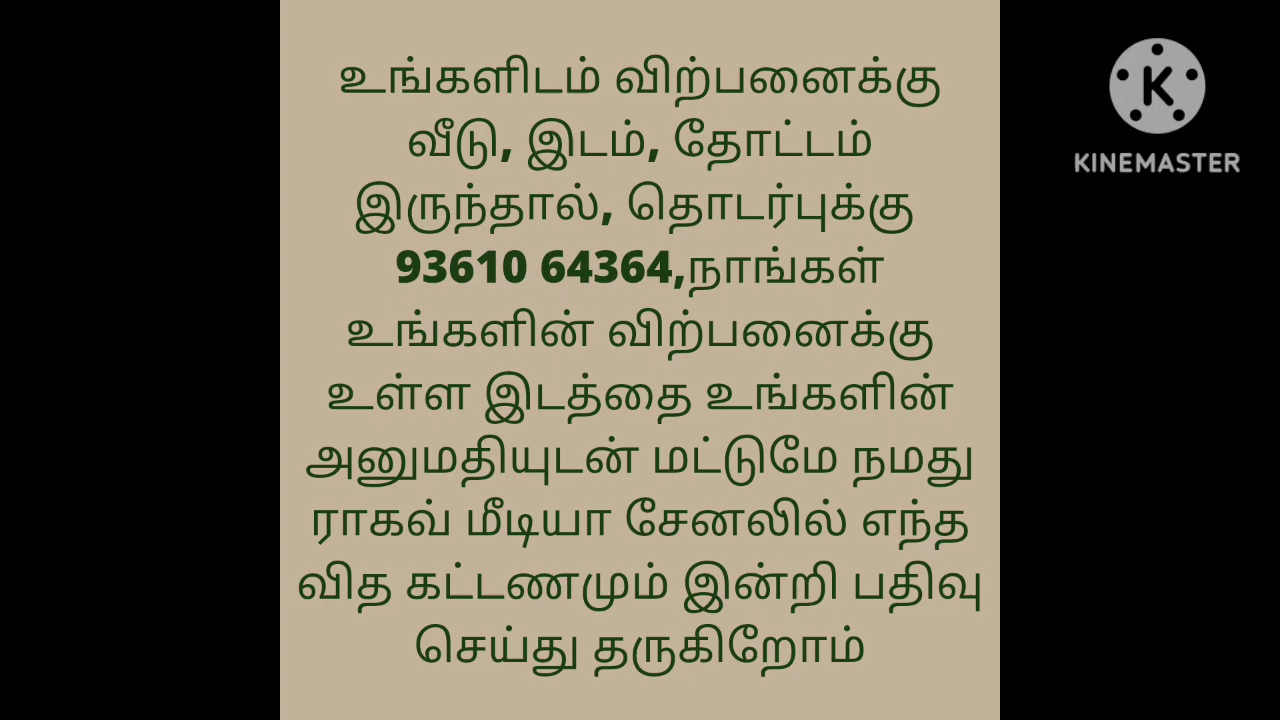 உங்களிடம் விற்பனைக்கு
வீடு, இடம், தோட்டம்
இருந்தால், தொடர்புக்கு
93610 64364,நாங்கள்
உங்களின் விற்பனைக்கு
உள்ள இடத்தை உங்களின்
அனுமதியுடன் மட்டுமே நமது
ராகவ் மீடியா சேனலில் எந்த
வித கட்டணமும் இன்றி பதிவு
செய்து தருகிறோம்
K
KINEMASTER